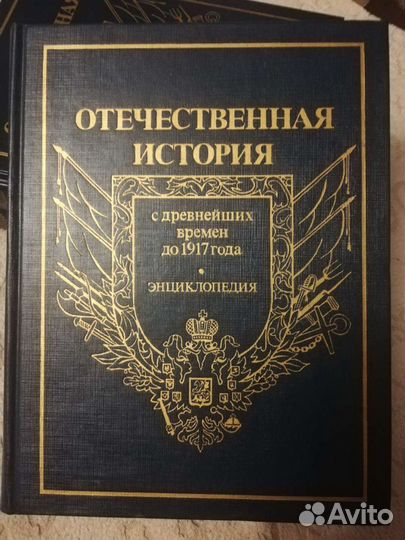 ОТЕЧЕСТВЕННАЯ
ИСТОРИЯ
с древнейших
времен
до 1917 года
•
ЭНЦИКЛОПЕДИЯ
Avito